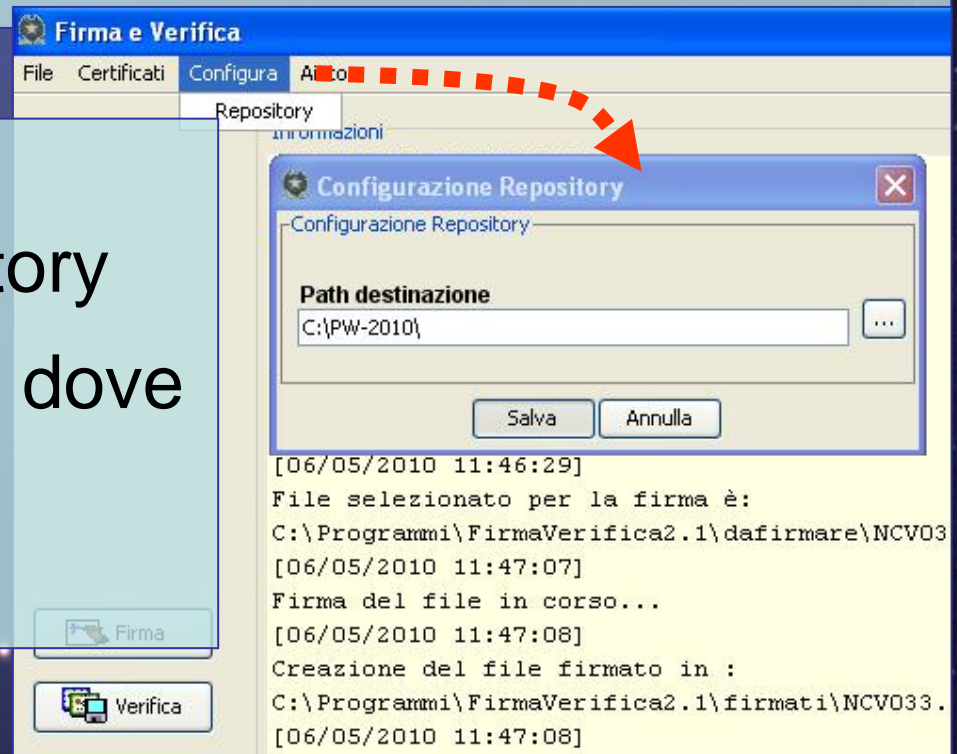 Firma e Verifica
File Certificati Configura Aiuto
Repository
Informazioni
tory
dove
Configurazione Repository
Configurazione Repository
Path destinazione
C:\PW-2010\
...
Salva Annulla
[06/05/2010 11:46:29]
File selezionato per la firma è:
C:\Programmi\FirmaVerifica2.1\dafirmare\NCV03
[06/05/2010 11:47:07]
Firma del file in corso...
[06/05/2010 11:47:08]
Creazione del file firmato in :
C:\Programmi\FirmaVerifica2.1\firmati\NCV033.
[06/05/2010 11:47:08]
Firma
Verifica